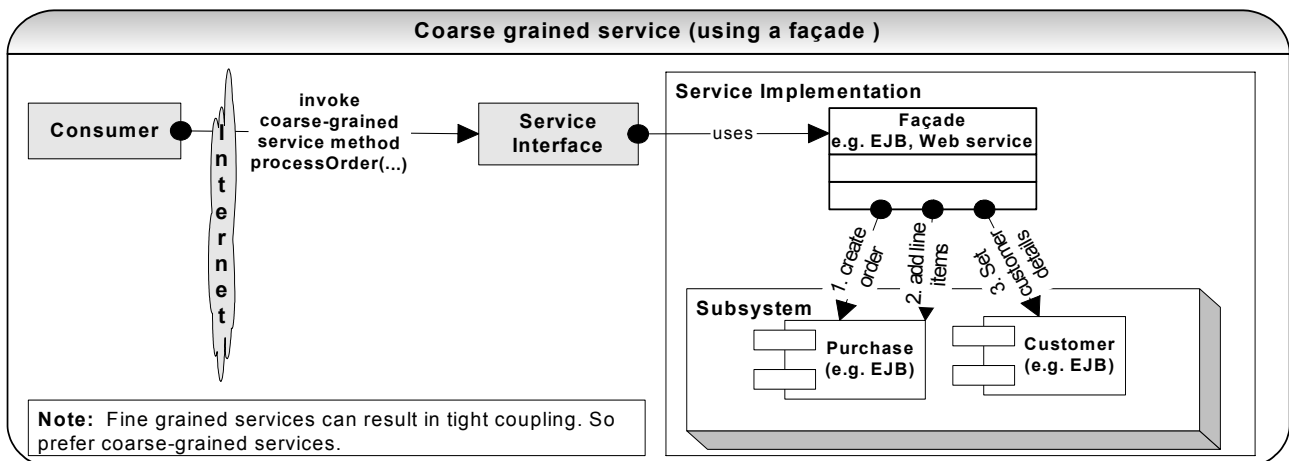 Coarse grained service (using a façade )
Consumer
Internet
invoke
coarse-grained
service method
processOrder(...)
Service
Interface
uses
Service Implementation
Façade
e.g. EJB, Web service
1. create
order
2. add line
items
3. Set
customer
details
Subsystem
Purchase
(e.g. EJB)
Customer
(e.g. EJB)
Note: Fine grained services can result in tight coupling. So
prefer coarse-grained services.